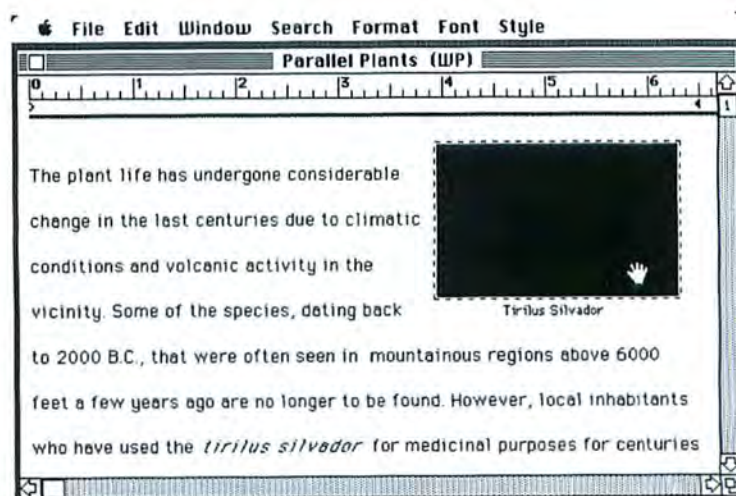 File Edit Window Search Format Font Style
Parallel Plants (WP)
0 1 2 3 4 5 6
1
The plant life has undergone considerable
change in the last centuries due to climatic
conditions and volcanic activity in the
vicinity. Some of the species, dating back
Tirilus Silvador
to 2000 B.C., that were often seen in mountainous regions above 6000
feet a few years ago are no longer to be found. However, local inhabitants
who have used the tirilus silvador for medicinal purposes for centuries